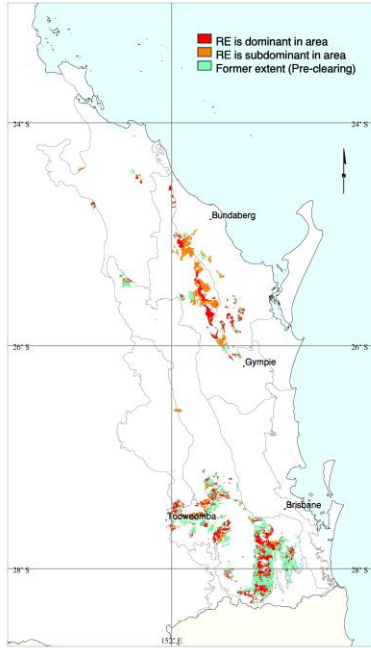 RE is dominant in area
RE is subdominant in area
Former extent (Pre-clearing)
24° S
24° S
N
Bundaberg
26° S
26° S
Gympie
Brisbane
Toowoomba
28° S
28° S
152° E